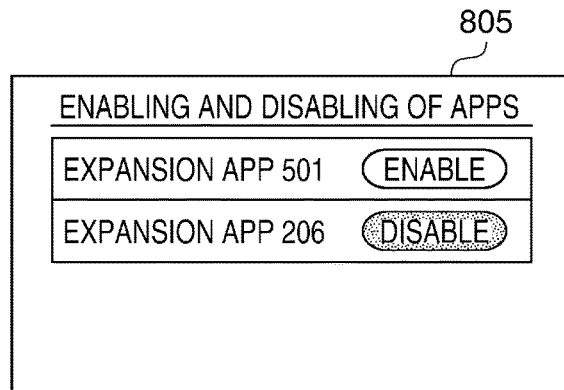 805
ENABLING AND DISABLING OF APPS
EXPANSION APP 501 ENABLE
EXPANSION APP 206 DISABLE